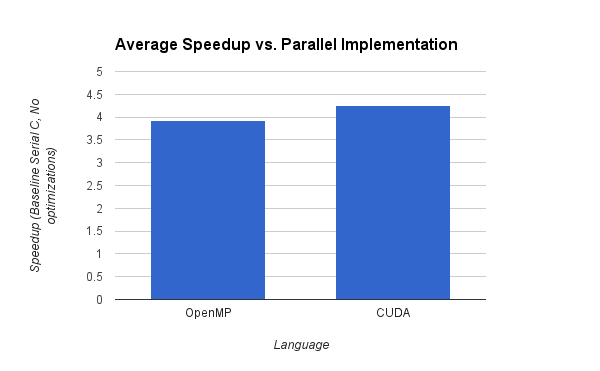 Average Speedup vs. Parallel Implementation
Speedup (Baseline Serial C, No
optimizations)
5
4.5
4
3.5
3
2.5
2
1.5
1
0.5
0
OpenMP
CUDA
Language